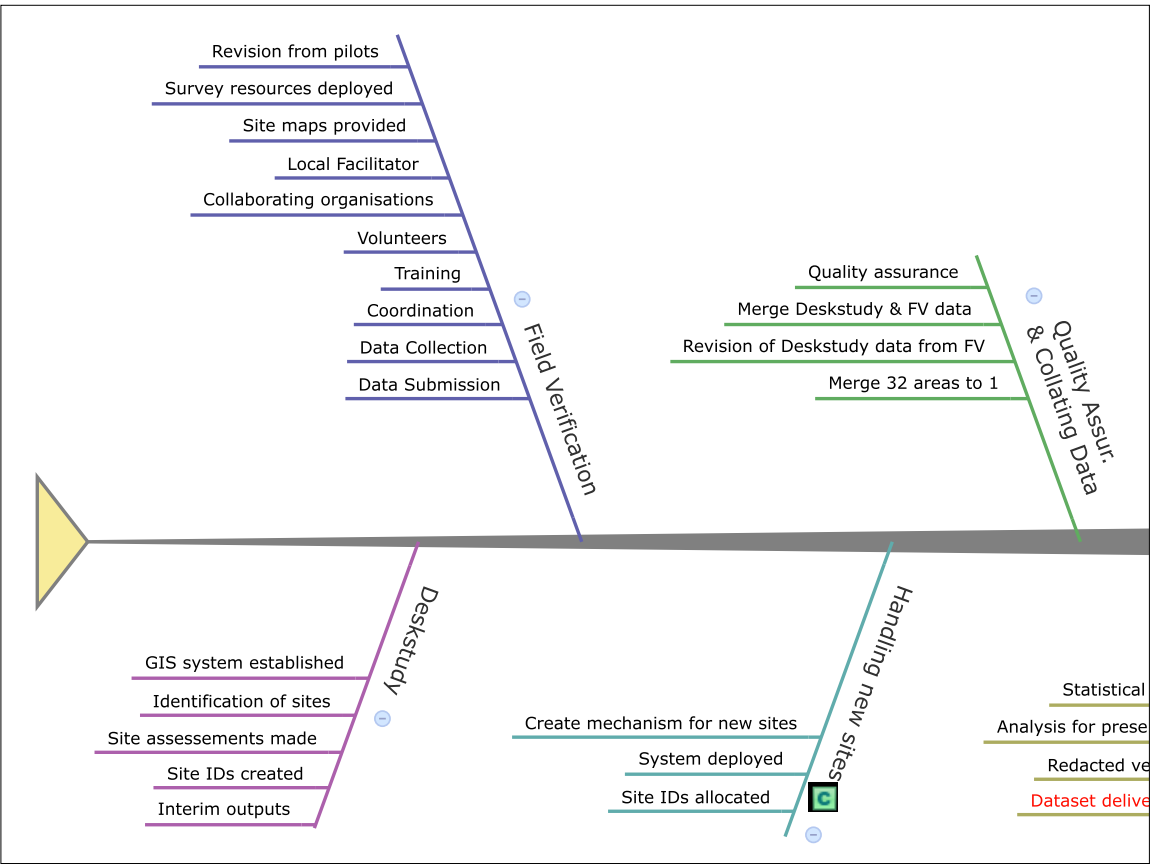 Revision from pilots
Survey resources deployed
Site maps provided
Local Facilitator
Collaborating organisations
Volunteers
Training
Coordination
Data Collection
Data Submission
Field Verification
Quality assurance
Merge Deskstudy & FV data
Revision of Deskstudy data from FV
Merge 32 areas to 1
Quality Assur.
& Collating Data
Deskstudy
GIS system established
Identification of sites
Site assessements made
Site IDs created
Interim outputs
Handling new sites
Create mechanism for new sites
System deployed
Site IDs allocated
C
Statistical
Analysis for prese
Redacted ve
Dataset delive